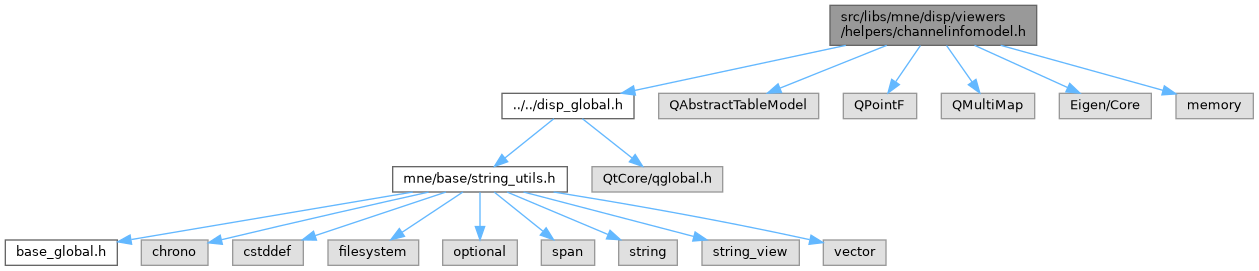 src/libs/mne/disp/viewers
/helpers/channelinfomodel.h
../../disp_global.h
QAbstractTableModel
QPointF
QMultiMap
Eigen/Core
memory
mne/base/string_utils.h
QtCore/qglobal.h
base_global.h
chrono
cstddef
filesystem
optional
span
string
string_view
vector